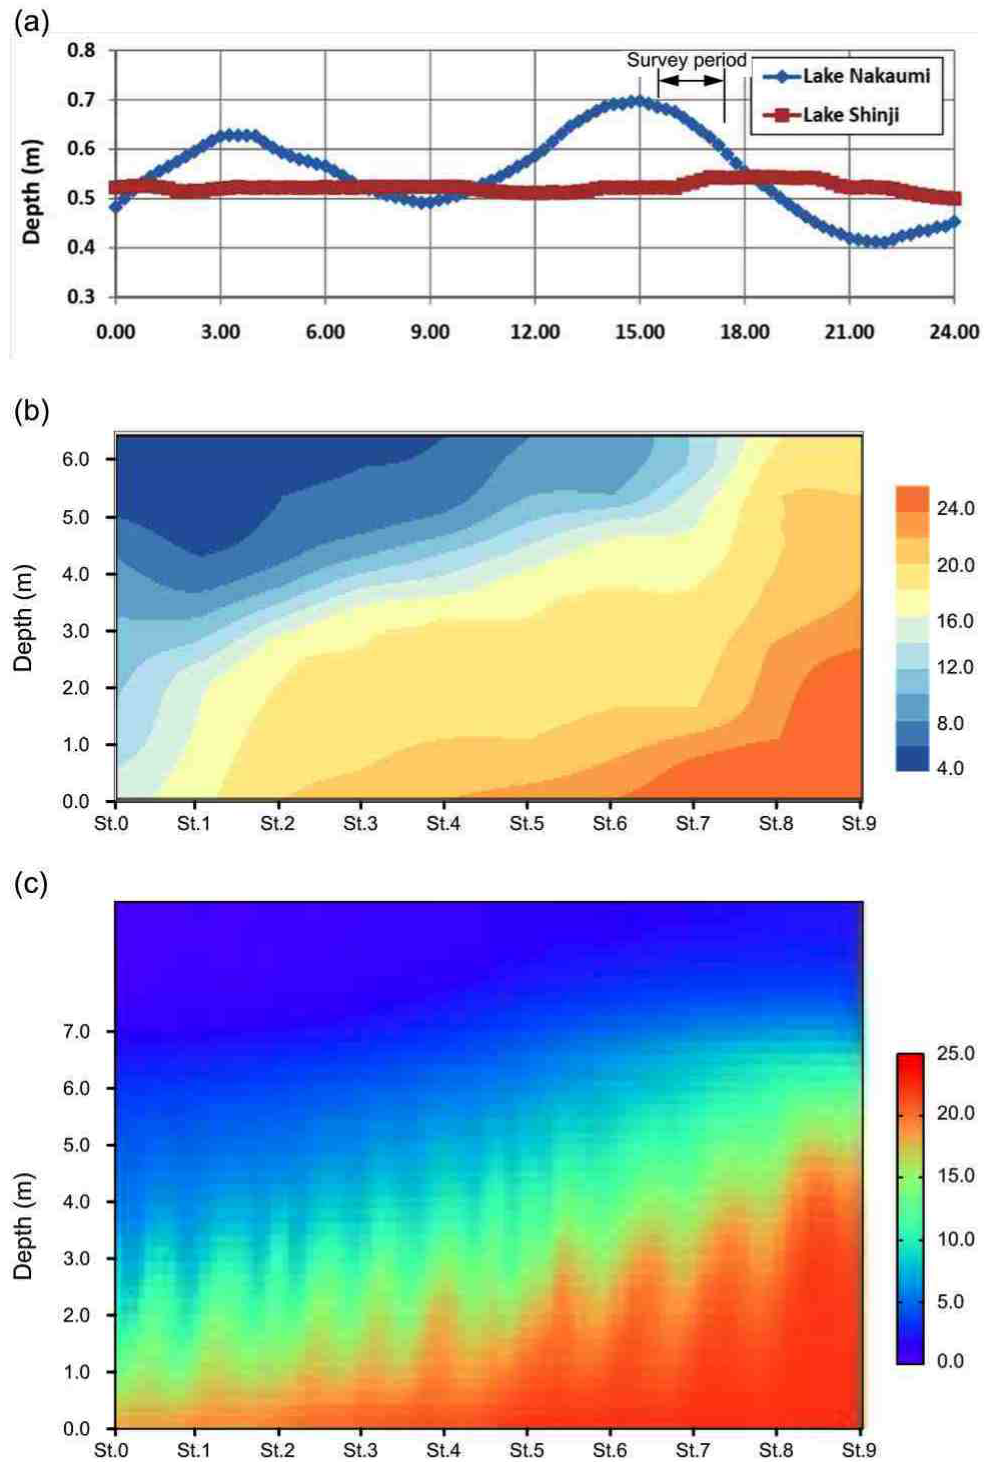 (a)
0.8
0.7
0.6
0.5
0.4
0.3
Depth (m)
Survey period
Lake Nakaumi
Lake Shinji
0.00 3.00 6.00 9.00 12.00 15.00 18.00 21.00 24.00
(b)
6.0
5.0
4.0
3.0
2.0
1.0
0.0
Depth (m)
St.0 St.1 St.2 St.3 St.4 St.5 St.6 St.7 St.8 St.9
24.0
20.0
16.0
12.0
8.0
4.0
(c)
7.0
6.0
5.0
4.0
3.0
2.0
1.0
0.0
Depth (m)
St.0 St.1 St.2 St.3 St.4 St.5 St.6 St.7 St.8 St.9
25.0
20.0
15.0
10.0
5.0
0.0